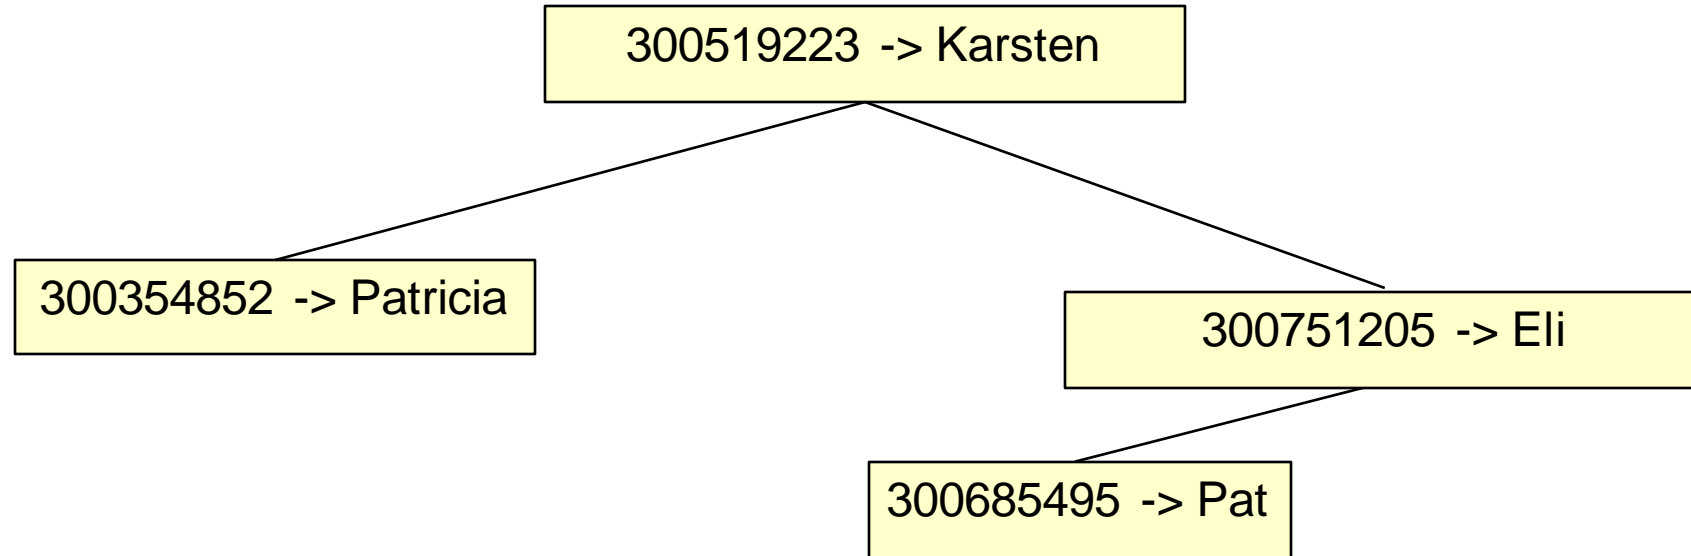 300519223 -> Karsten
300354852 -> Patricia
300751205 -> Eli
300685495 -> Pat